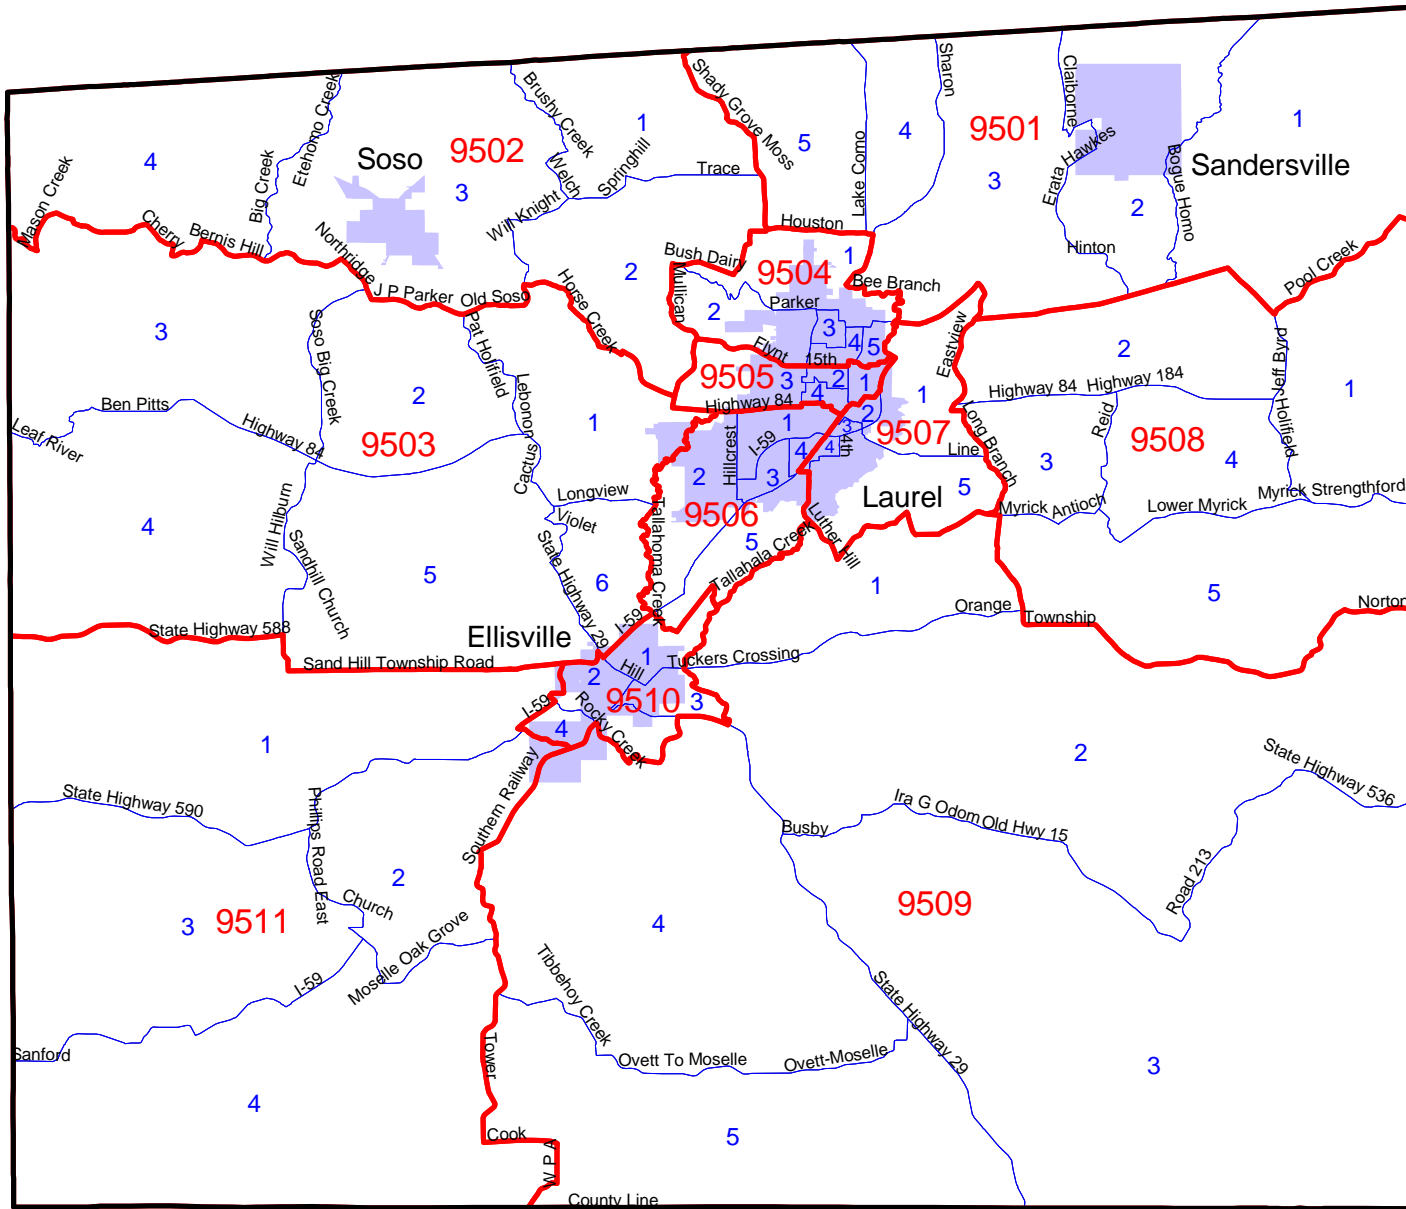 Sharon
Claiborne
Shady Grove Moss
Brushy Creek
Etehomo Creek
1
5
4
9501
1
4
Soso
9502
3
Big Creek
Welch
Springhill
Trace
Lake Como
3
Erata Hawkes
Bogue Homo
Sandersville
2
Mason Creek
Cherry
Bernis Hill
Northridge
Will Knight
Houston
Hinton
1
Bush Dairy
9504
Bee Branch
Pool Creek
2
Mullican
J P Parker
Old Soso
Horse Creek
2
Parker
3
4
5
3
Soso Big Creek
Pat Holifield
Flynt
15th
Eastview
2
Jeff Byrd
1
9505
3
2
1
4
1
Highway 84
Highway 184
2
Lebonon
Highway 84
Ben Pitts
Leaf River
Highway 84
9503
1
Cactus
Hillcrest
1
I-59
2
3
4th
4
4
9507
Line
Long Branch
Reid
9508
Holifield
3
4
2
3
Longview
Violet
9506
5
Tallahoma Creek
Laurel
5
Luther Hill
Myrick
Antioch
Lower Myrick
Myrick Strengthford
4
Will Hilburn
Sandhill Church
5
State Highway 29
6
Tallahala Creek
1
5
Orange
Township
Norton
State Highway 588
Sand Hill Township Road
Ellisville
I-59
1
Hill
Tuckers Crossing
2
9510
3
I-59
Rocky Creek
4
1
2
State Highway 590
Phillips Road East
Southern Railway
Busby
Ira G Odom
Old Hwy 15
State Highway 536
Road 213
2
Church
3
9511
9509
4
Moselle Oak Grove
I-59
Tibbehoy Creek
State Highway 29
Sanford
Tower
Ovett To Moselle
Ovett-Moselle
3
4
Cook
5
W P A
County Line